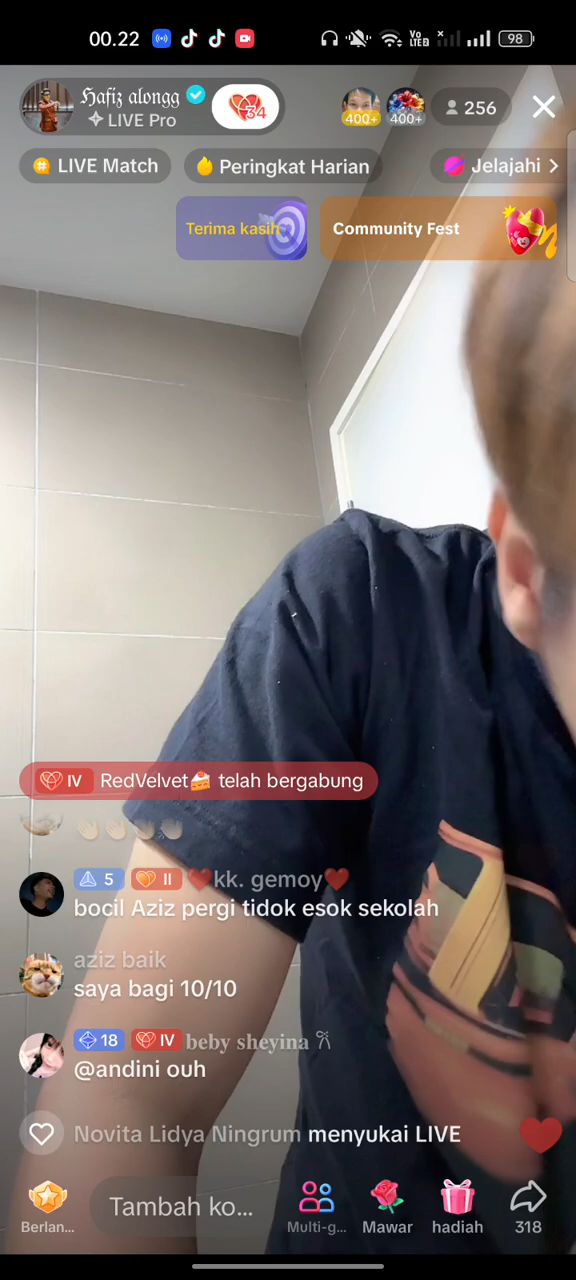 00.22
Vo
LTE 2
98
ℌafiz alongg
LIVE Pro
34
400+
400+
256
LIVE Match
Peringkat Harian
Jelajahi
Terima kasih
Community Fest
IV RedVelvet🍰 telah bergabung
👏🏻👏🏻👏🏻👏🏻
5 II ❤️kk. gemoy❤️
bocil Aziz pergi tidok esok sekolah
aziz baik
saya bagi 10/10
18 IV beby sheyina
@andini ouh
Novita Lidya Ningrum menyukai LIVE
Berlan...
Tambah ko...
Multi-g...
Mawar
hadiah
318